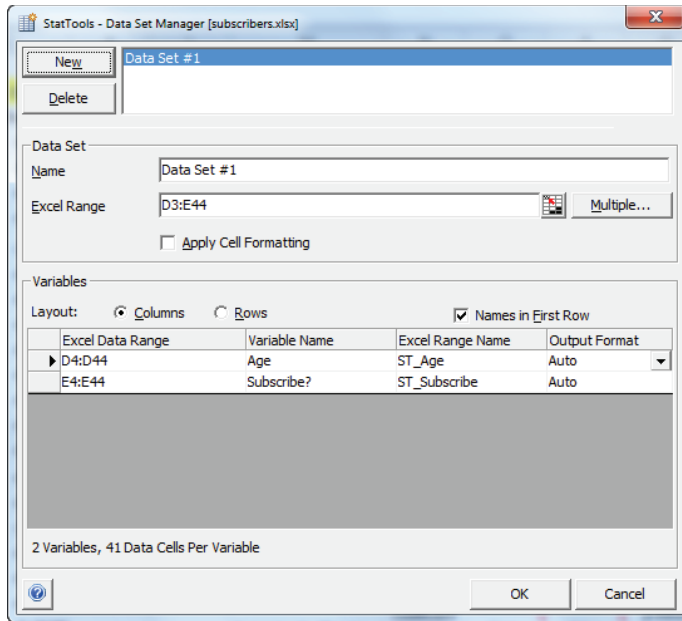 StatTools - Data Set Manager [subscribers.xlsx]
x
New
Data Set #1
Delete
Data Set
Name
Data Set #1
Excel Range
D3:E44
Multiple...
Apply Cell Formatting
Variables
Layout: Columns Rows Names in First Row
Excel Data Range Variable Name Excel Range Name Output Format
D4:D44 Age ST_Age Auto
E4:E44 Subscribe? ST_Subscribe Auto
2 Variables, 41 Data Cells Per Variable
?
OK Cancel